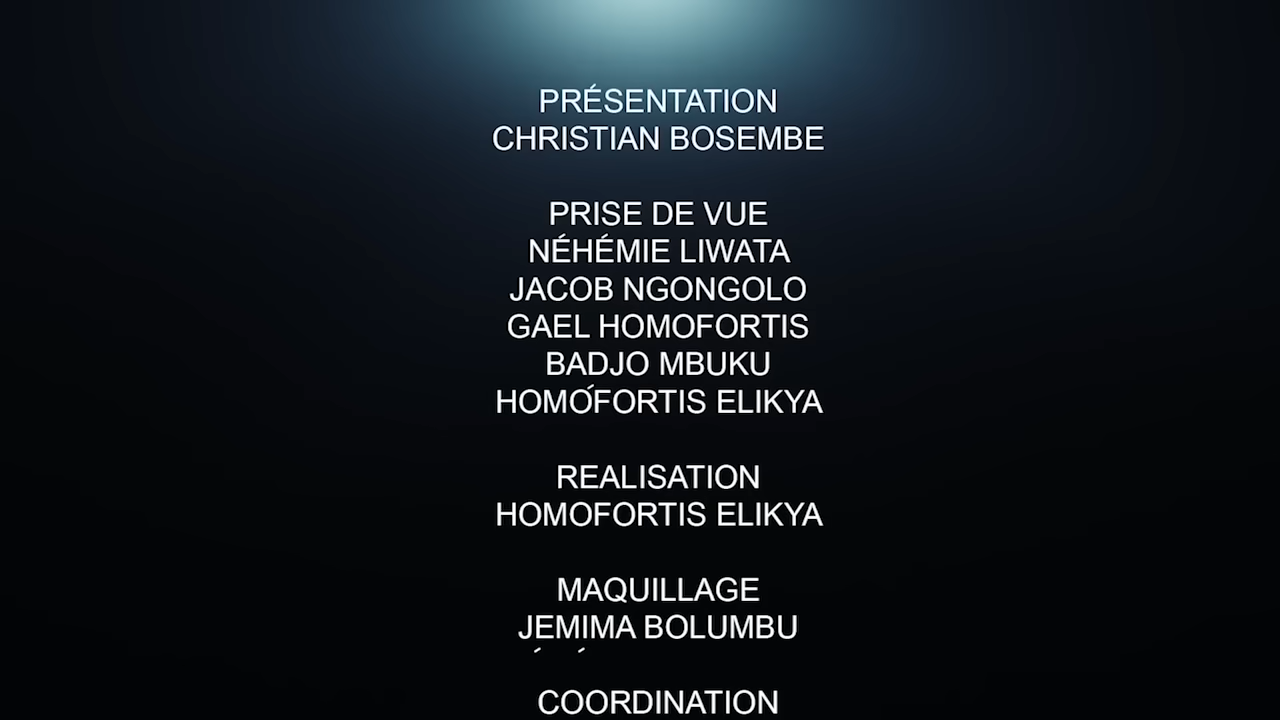 PRÉSENTATION
CHRISTIAN BOSEMBE
PRISE DE VUE
NÉHÉMIE LIWATA
JACOB NGONGOLO
GAEL HOMOFORTIS
BADJO MBUKU
HOMOFORTIS ELIKYA
REALISATION
HOMOFORTIS ELIKYA
MAQUILLAGE
JEMIMA BOLUMBU
COORDINATION